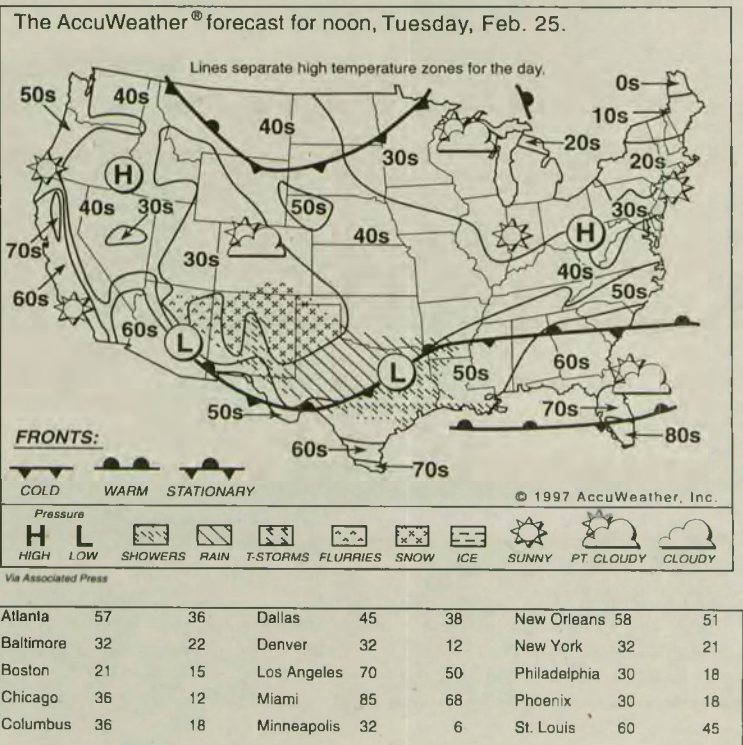 The AccuWeather® forecast for noon, Tuesday, Feb. 25.
Lines separate high temperature zones for the day.
50s
40s
40s
30s
0s
10s
20s
20s
H
40s
30s
50s
40s
30s
H
30s
70s
60s
60s
40s
50s
L
L
50s
60s
50s
70s
80s
60s
70s
FRONTS:
COLD WARM STATIONARY
© 1997 AccuWeather, Inc.
Pressure
H L
HIGH LOW SHOWERS RAIN T-STORMS FLURRIES SNOW ICE SUNNY PT. CLOUDY CLOUDY
Via Associated Press
Atlanta 57 36 Dallas 45 38 New Orleans 58 51
Baltimore 32 22 Denver 32 12 New York 32 21
Boston 21 15 Los Angeles 70 50 Philadelphia 30 18
Chicago 36 12 Miami 85 68 Phoenix 30 18
Columbus 36 18 Minneapolis 32 6 St. Louis 60 45